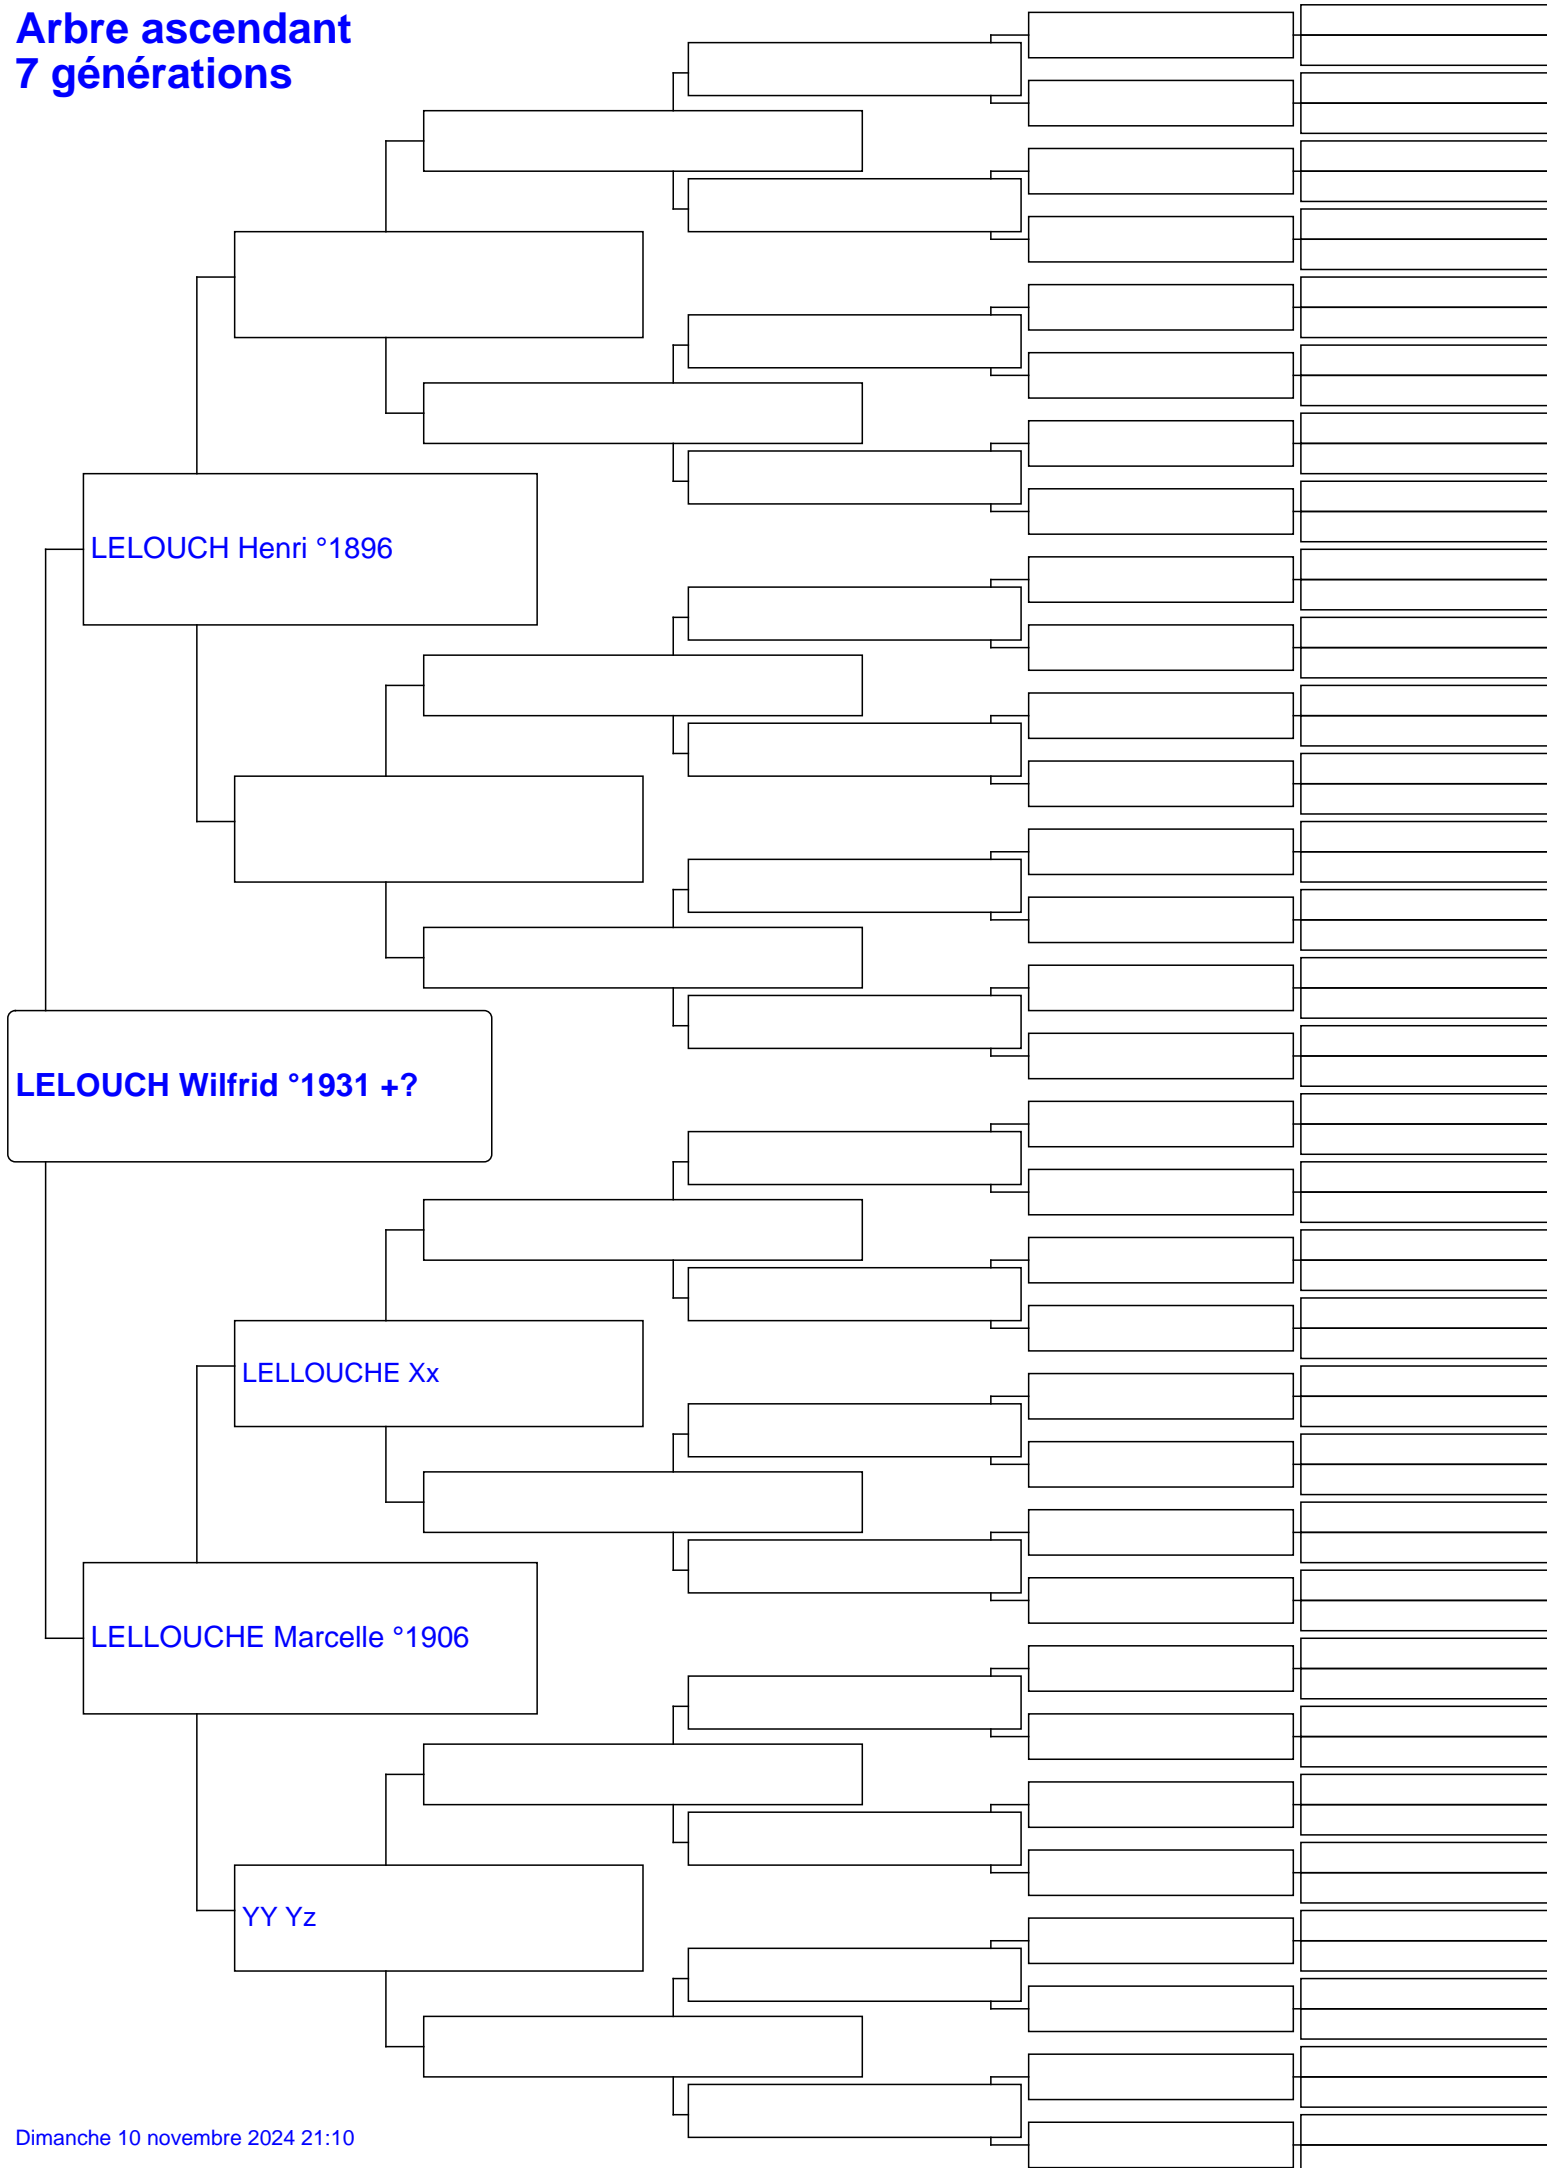 Arbre ascendant
7 générations
LELOUCH Henri °1896
LELOUCH Wilfrid °1931 +?
LELLOUCHE Xx
LELLOUCHE Marcelle °1906
YY Yz
Dimanche 10 novembre 2024 21:10